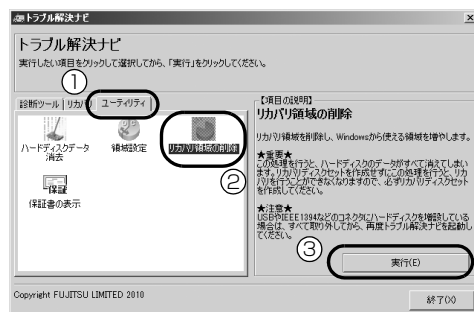 トラブル解決ナビ
トラブル解決ナビ
実行したい項目をクリックして選択してから、「実行」をクリックしてください。
①
診断ツール
リカバリ
ユーティリティ
ハードディスクデータ
消去
領域設定
リカバリ領域の削除
②
保証
保証書の表示
【項目の説明】
リカバリ領域の削除
リカバリ領域を削除し、Windowsから使える領域を増やします。
★重要★
この処理を行うと、ハードディスクのデータがすべて消えてしまい
ます。リカバリディスクセットを作成せずにこの処理を行うと、リカ
バリを行うことができなくなりますので、必ずリカバリディスクセット
を作成してください。
★注意★
USBやIEEE1394などのコネクタにハードディスクを増設している
場合は、すべて取り外してから、再度トラブル解決ナビを起動し
てください。
③
実行(E)
Copyright FUJITSU LIMITED 2010
終了(X)